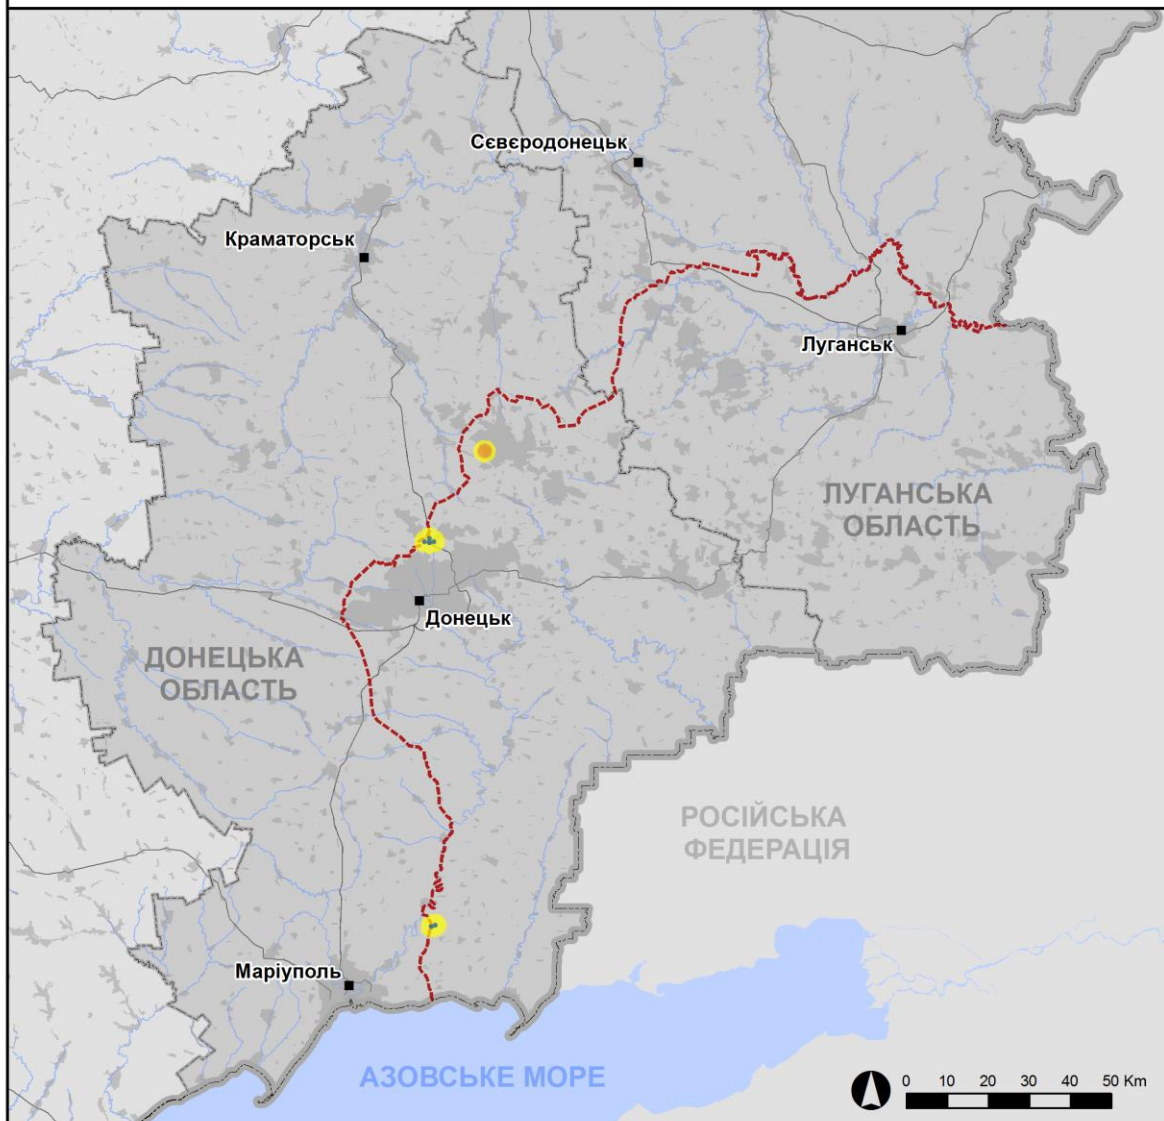 Сєвєродонецьк
Краматорськ
Луганськ
ЛУГАНСЬКА
ОБЛАСТЬ
Донецьк
ДОНЕЦЬКА
ОБЛАСТЬ
РОСІЙСЬКА
ФЕДЕРАЦІЯ
Маріуполь
АЗОВСЬКЕ МОРЕ
0 10 20 30 40 50 Км